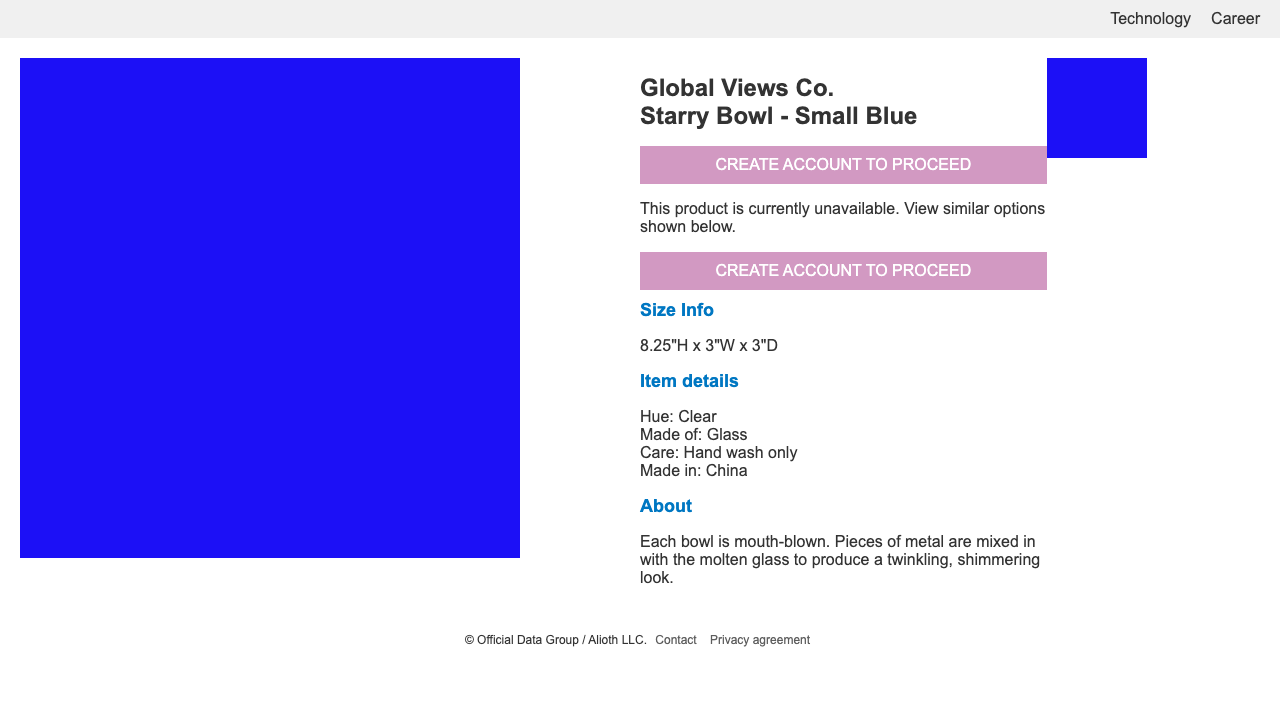 Technology Career
Global Views Co.
Starry Bowl - Small Blue
CREATE ACCOUNT TO PROCEED
This product is currently unavailable. View similar options
shown below.
CREATE ACCOUNT TO PROCEED
Size Info
8.25"H x 3"W x 3"D
Item details
Hue: Clear
Made of: Glass
Care: Hand wash only
Made in: China
About
Each bowl is mouth-blown. Pieces of metal are mixed in
with the molten glass to produce a twinkling, shimmering
look.
© Official Data Group / Alioth LLC. Contact Privacy agreement